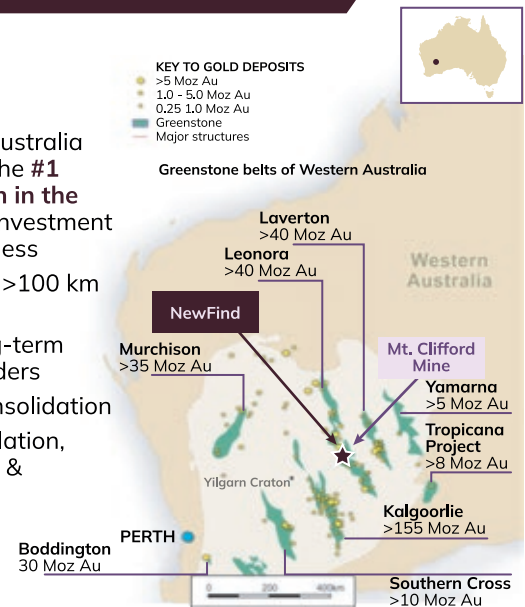 KEY TO GOLD DEPOSITS
>5 Moz Au
1.0 - 5.0 Moz Au
0.25 1.0 Moz Au
Greenstone
Major structures
Greenstone belts of Western Australia
ustralia
he #1
n in the
nvestment
ess
>100 km
g-term
ders
nsolidation
lation,
&
Laverton
>40 Moz Au
Leonora
>40 Moz Au
Western
Australia
NewFind
Murchison
>35 Moz Au
Mt. Clifford
Mine
Yamarna
>5 Moz Au
Tropicana
Project
>8 Moz Au
Yilgarn Craton
Kalgoorlie
>155 Moz Au
PERTH
Boddington
30 Moz Au
Southern Cross
>10 Moz Au
0 200 400km